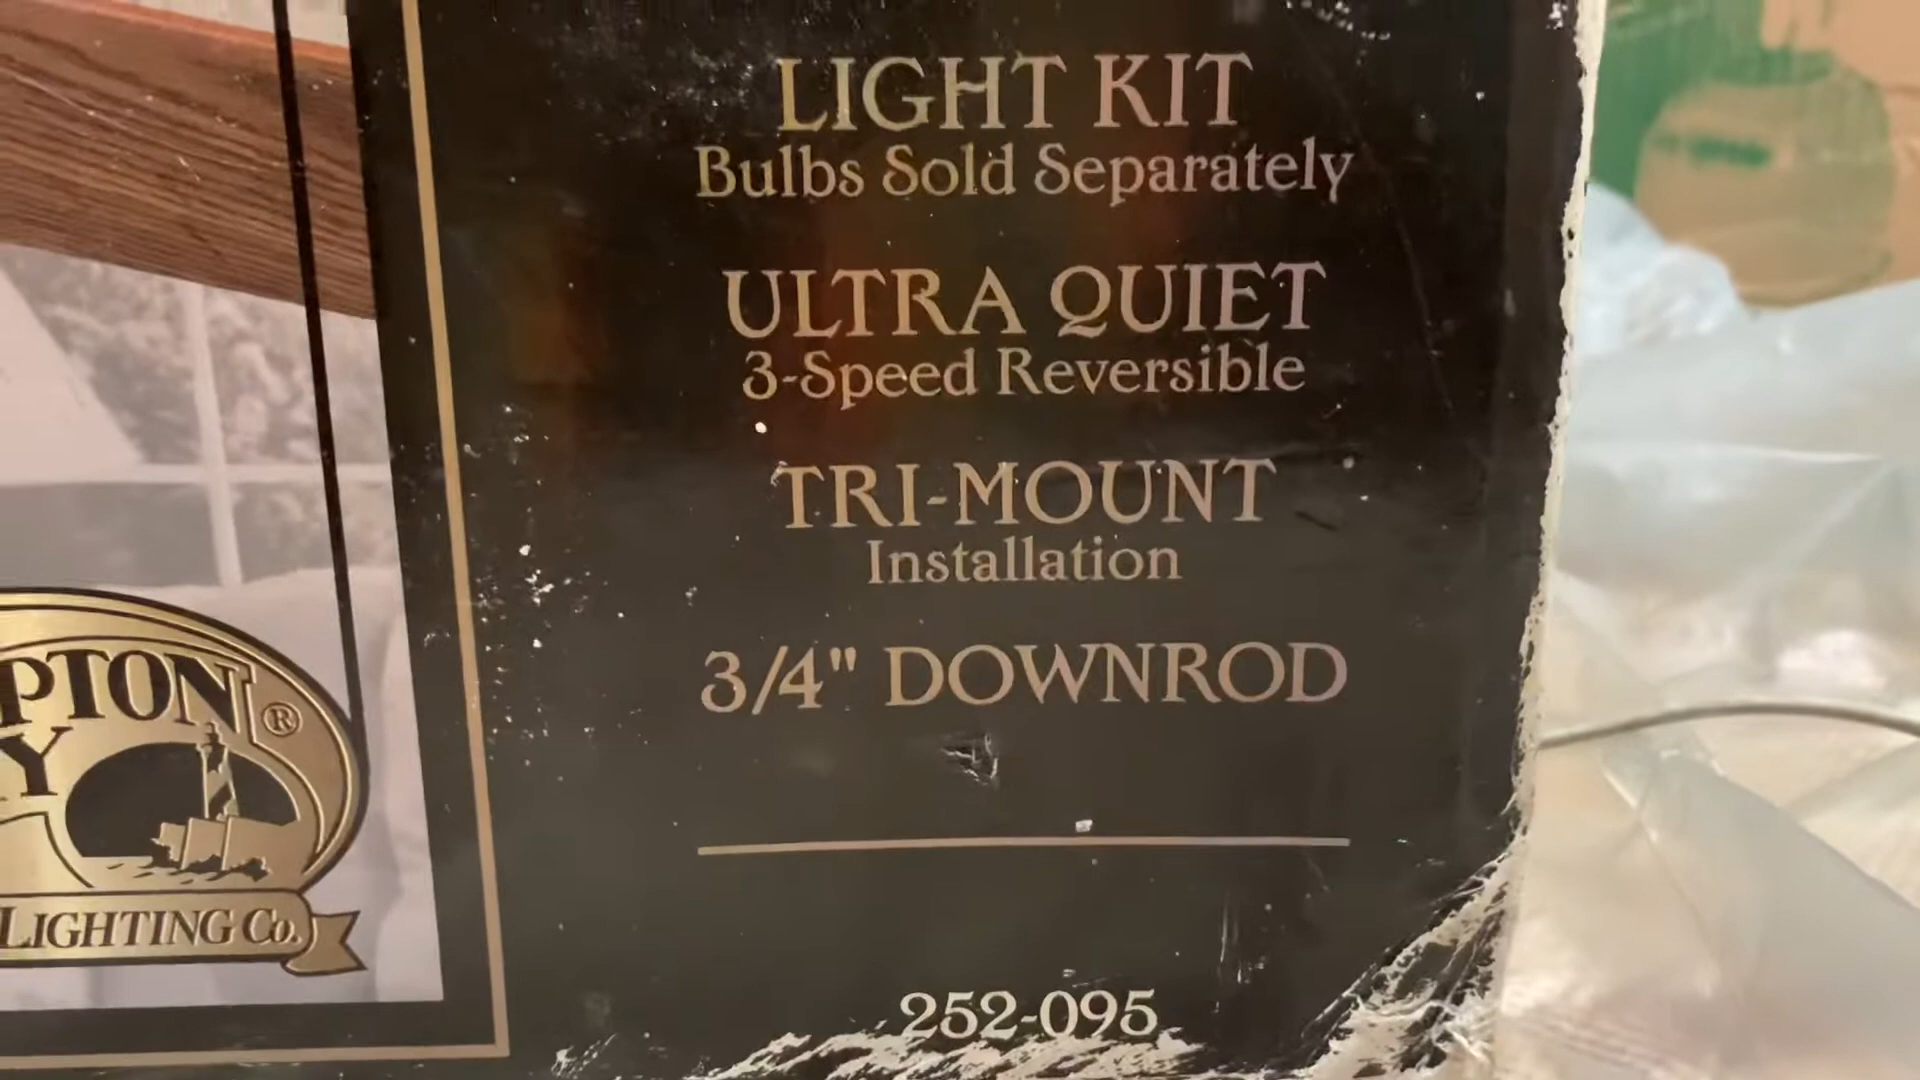 LIGHT KIT
Bulbs Sold Separately
ULTRA QUIET
3-Speed Reversible
TRI-MOUNT
Installation
3/4" DOWNROD
252-095
PTON®
Y
LIGHTING Co.